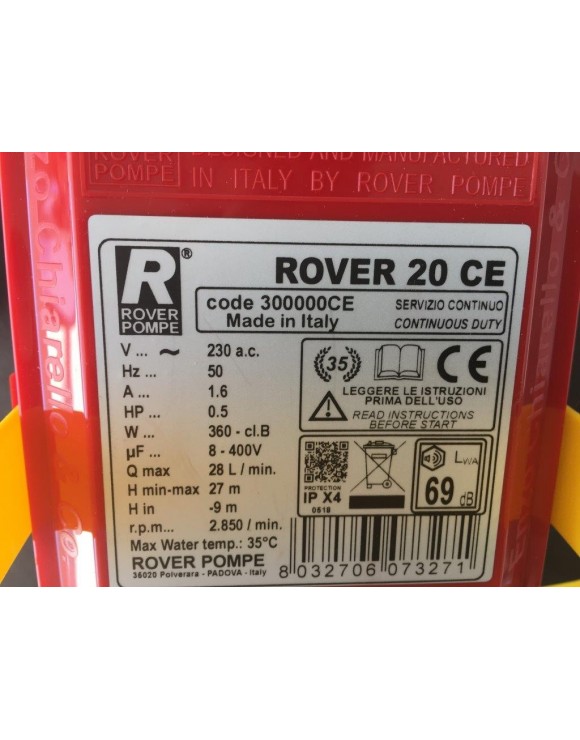 ROVER
POMPE
DESIGNED AND MANUFACTURED
IN ITALY BY ROVER POMPE
R®
ROVER
POMPE
ROVER 20 CE
code 300000CE
Made in Italy
SERVIZIO CONTINUO
CONTINUOUS DUTY
V ... ~ 230 a.c.
Hz ... 50
A ... 1.6
HP ... 0.5
W ... 360 - cl.B
µF ... 8 - 400V
Q max 28 L / min.
H min-max 27 m
H in -9 m
r.p.m ... 2.850 / min.
Max Water temp.: 35°C
ROVER POMPE
36020 Polverara - PADOVA - Italy
35
CE
LEGGERE LE ISTRUZIONI
PRIMA DELL'USO
READ INSTRUCTIONS
BEFORE START
PROTECTION
IP X4
0518
LWA
69 dB
8 032706 073271